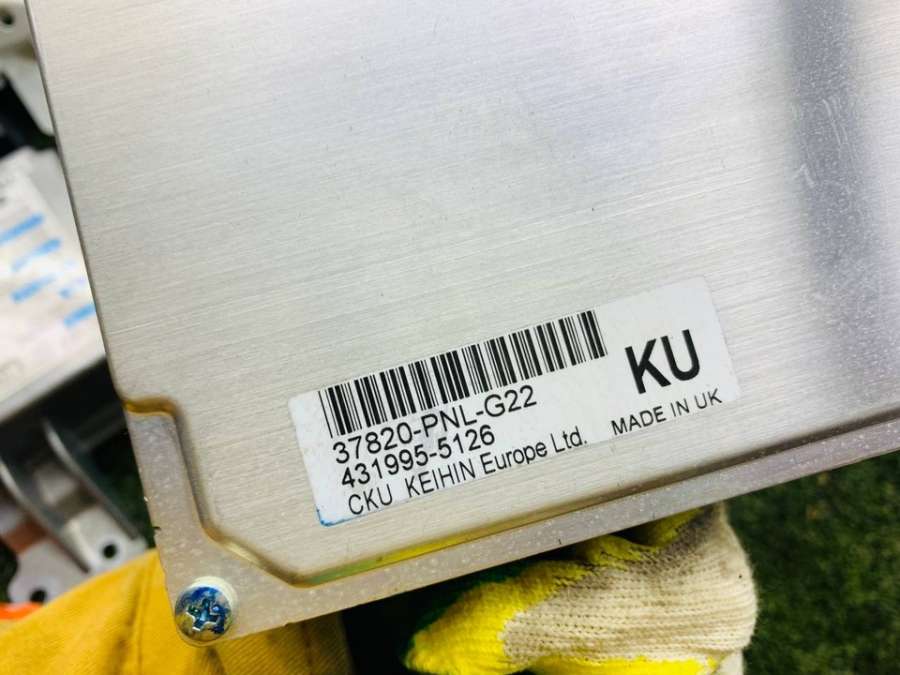 37820-PNL-G22
431995-5126
CKU KEIHIN Europe Ltd.
KU
MADE IN UK